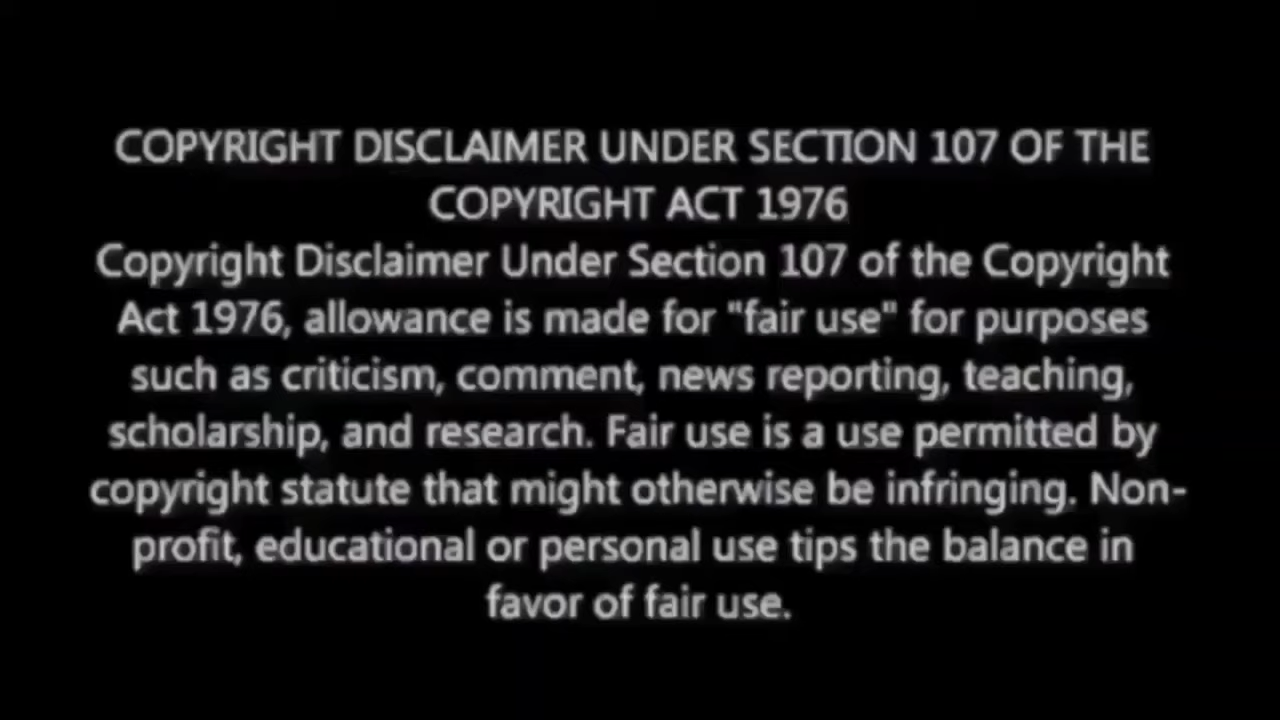 COPYRIGHT DISCLAIMER UNDER SECTION 107 OF THE
COPYRIGHT ACT 1976
Copyright Disclaimer Under Section 107 of the Copyright
Act 1976, allowance is made for "fair use" for purposes
such as criticism, comment, news reporting, teaching,
scholarship, and research. Fair use is a use permitted by
copyright statute that might otherwise be infringing. Non-
profit, educational or personal use tips the balance in
favor of fair use.